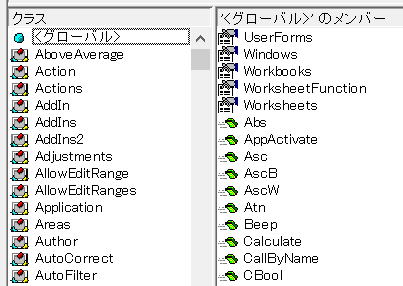 クラス
<グローバル>
AboveAverage
Action
Actions
AddIn
AddIns
AddIns2
Adjustments
AllowEditRange
AllowEditRanges
Application
Areas
Author
AutoCorrect
AutoFilter
'<グローバル>' のメンバー
UserForms
Windows
Workbooks
WorksheetFunction
Worksheets
Abs
AppActivate
Asc
AscB
AscW
Atn
Beep
Calculate
CallByName
CBool